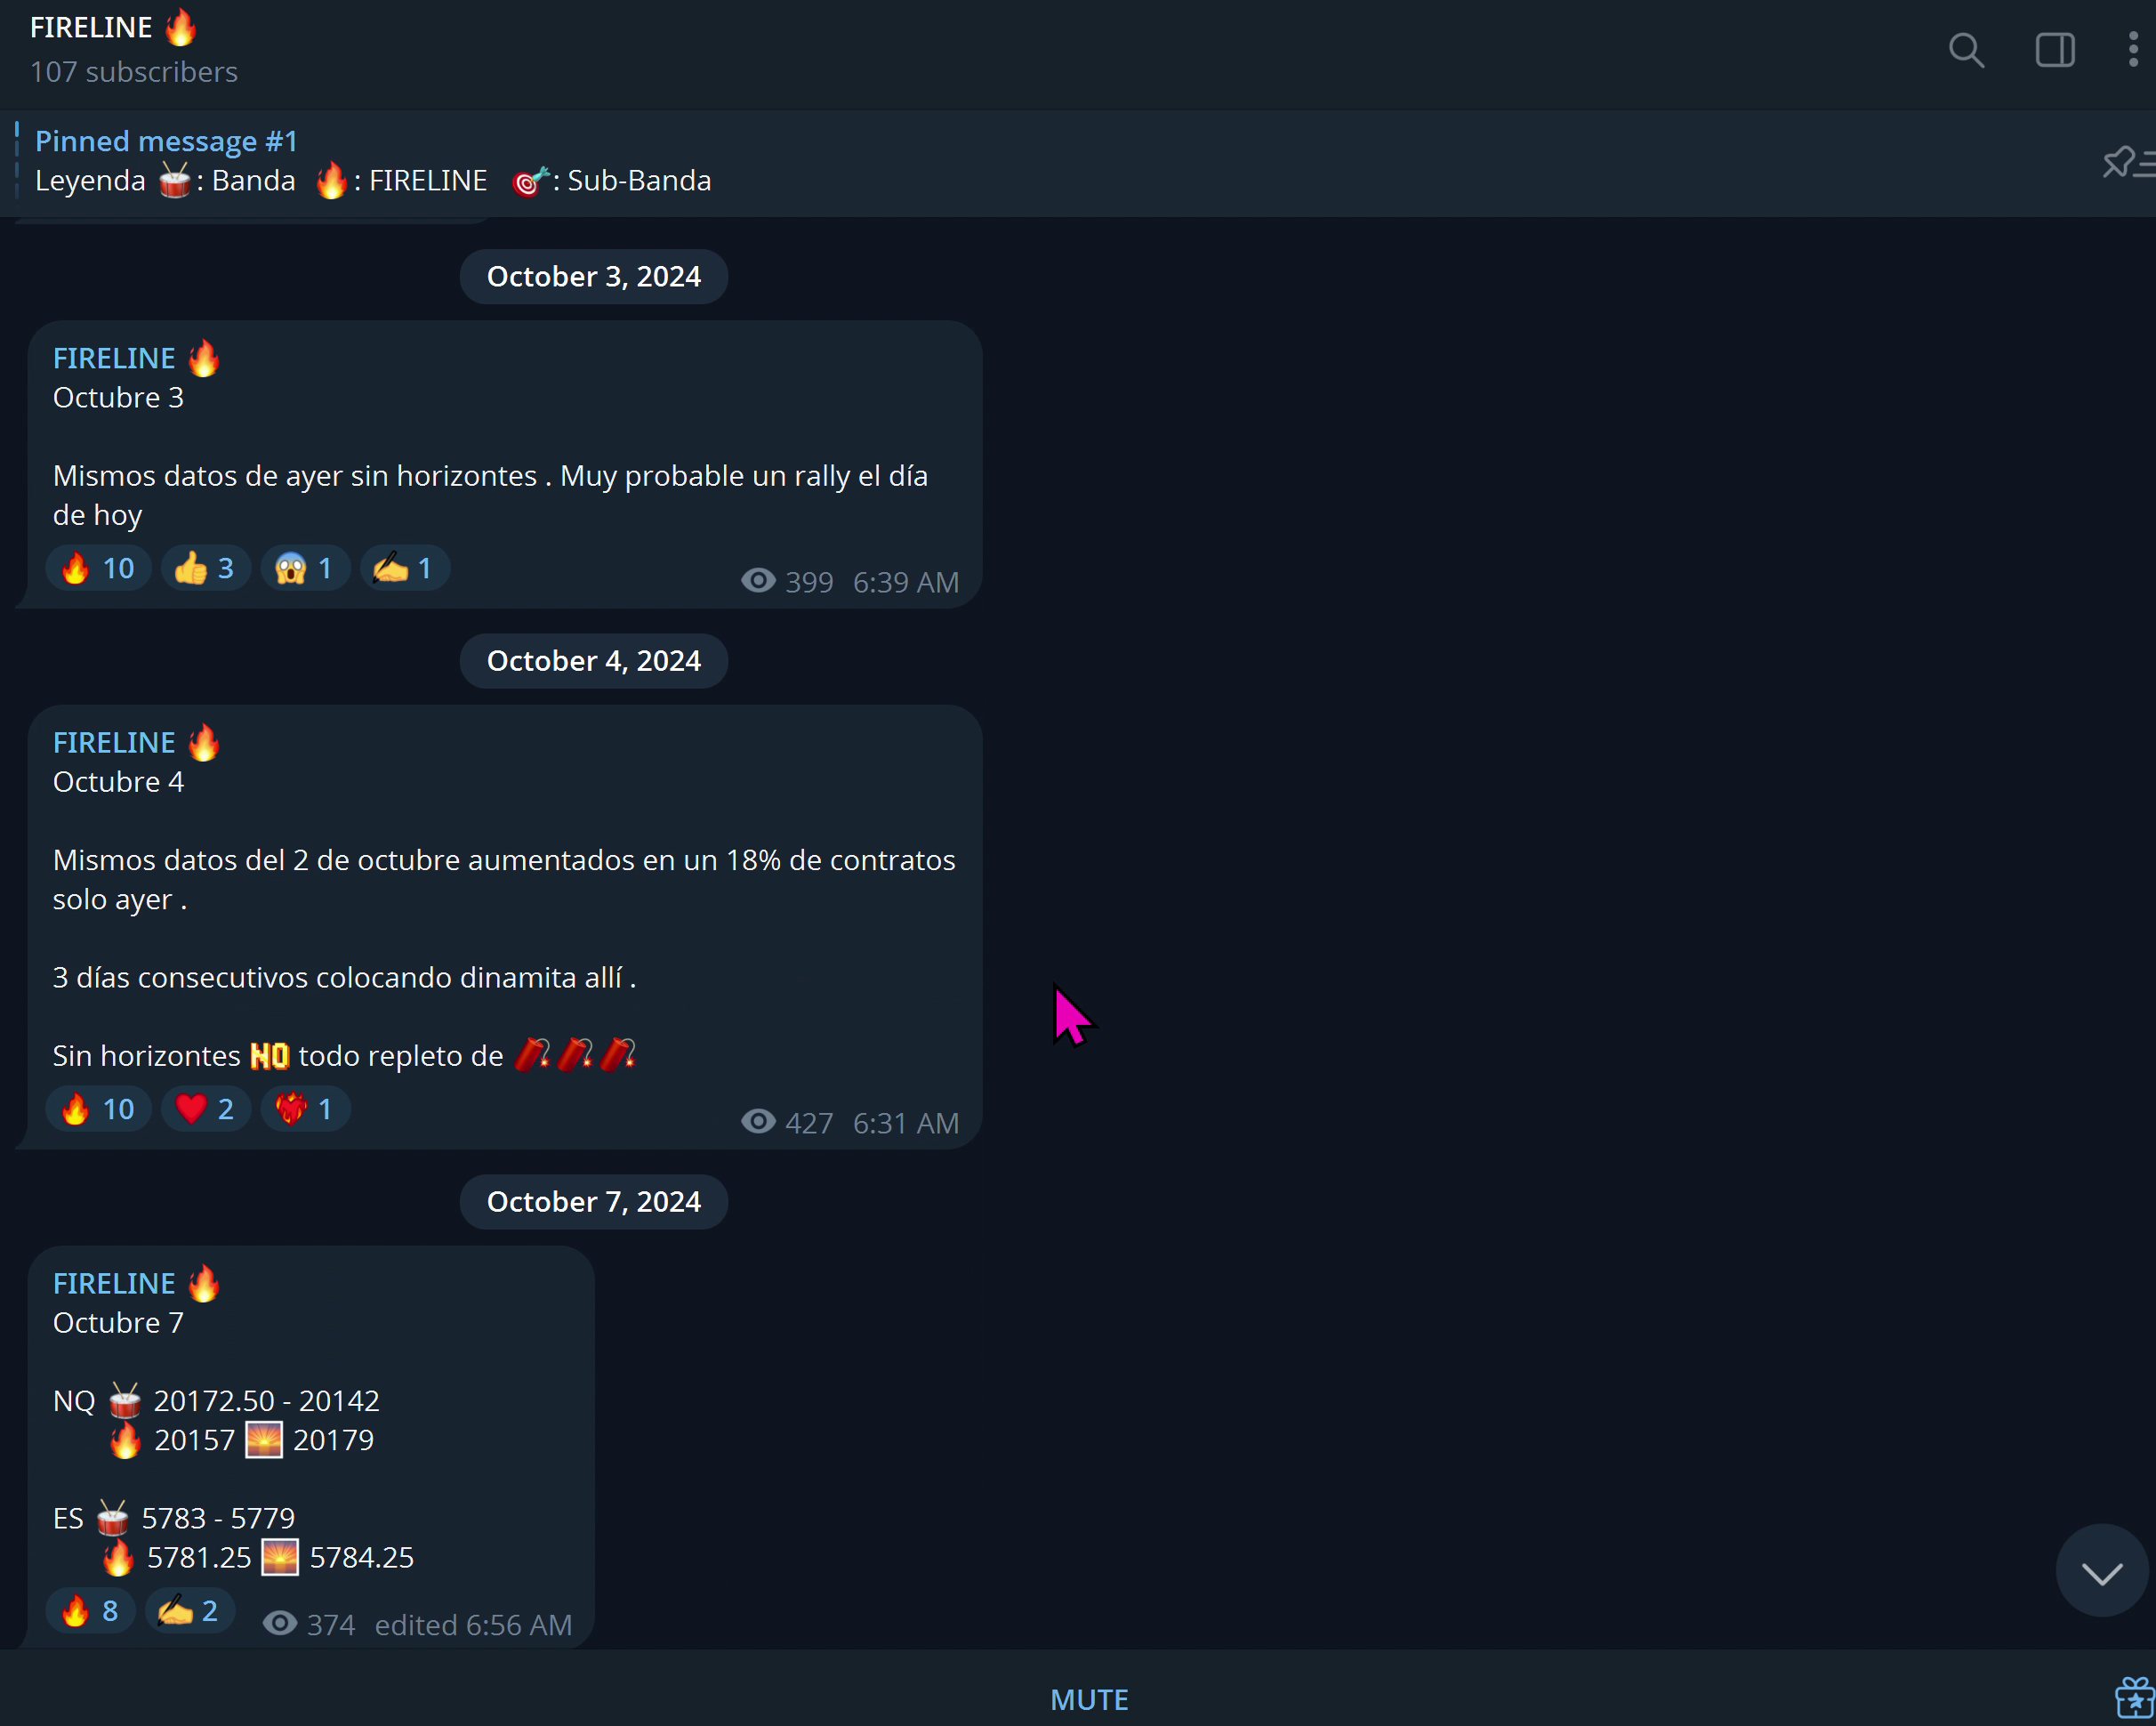 FIRELINE 🔥
107 subscribers
Pinned message #1
Leyenda 🥁: Banda 🔥: FIRELINE 🎯: Sub-Banda
October 3, 2024
FIRELINE 🔥
Octubre 3
Mismos datos de ayer sin horizontes . Muy probable un rally el día
de hoy
🔥 10 👍 3 😱 1 ✍️ 1 399 6:39 AM
October 4, 2024
FIRELINE 🔥
Octubre 4
Mismos datos del 2 de octubre aumentados en un 18% de contratos
solo ayer .
3 días consecutivos colocando dinamita allí .
Sin horizontes NO todo repleto de 🧨🧨🧨
🔥 10 ❤️ 2 ❤️‍🔥 1 427 6:31 AM
October 7, 2024
FIRELINE 🔥
Octubre 7
NQ 🥁 20172.50 - 20142
🔥 20157 🌅 20179
ES 🥁 5783 - 5779
🔥 5781.25 🌅 5784.25
🔥 8 ✍️ 2 374 edited 6:56 AM
MUTE